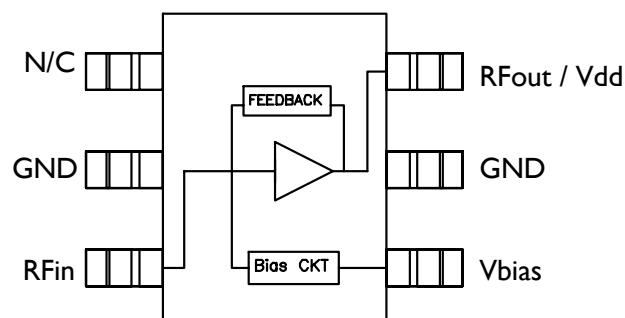 N/C
RFout / Vdd
FEEDBACK
GND
GND
RFin
Bias CKT
Vbias